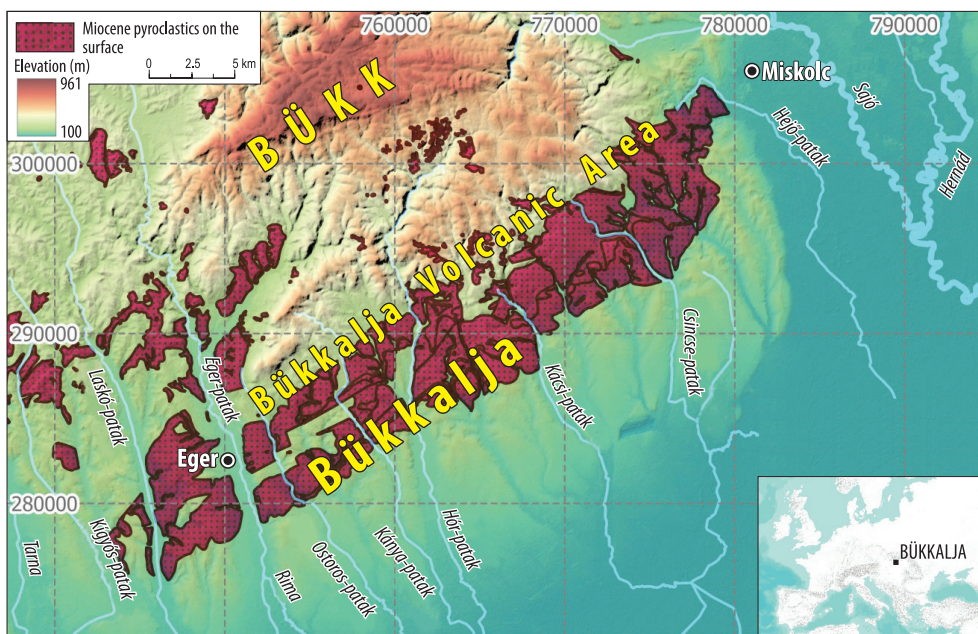 Miocene pyroclastics on the
surface
Elevation (m)
961
100
0 2.5 5 km
760000
770000
780000
790000
300000
290000
280000
BÜKK
Bükkalja Volcanic Area
Bükkalja
Miskolc
Eger
Sajó
Hernád
Hejő-patak
Csincse-patak
Kácsi-patak
Eger-patak
Laskó-patak
Tarna
Kígyós-patak
Rima
Ostoros-patak
Kánya-patak
Hór-patak
BÜKKALJA